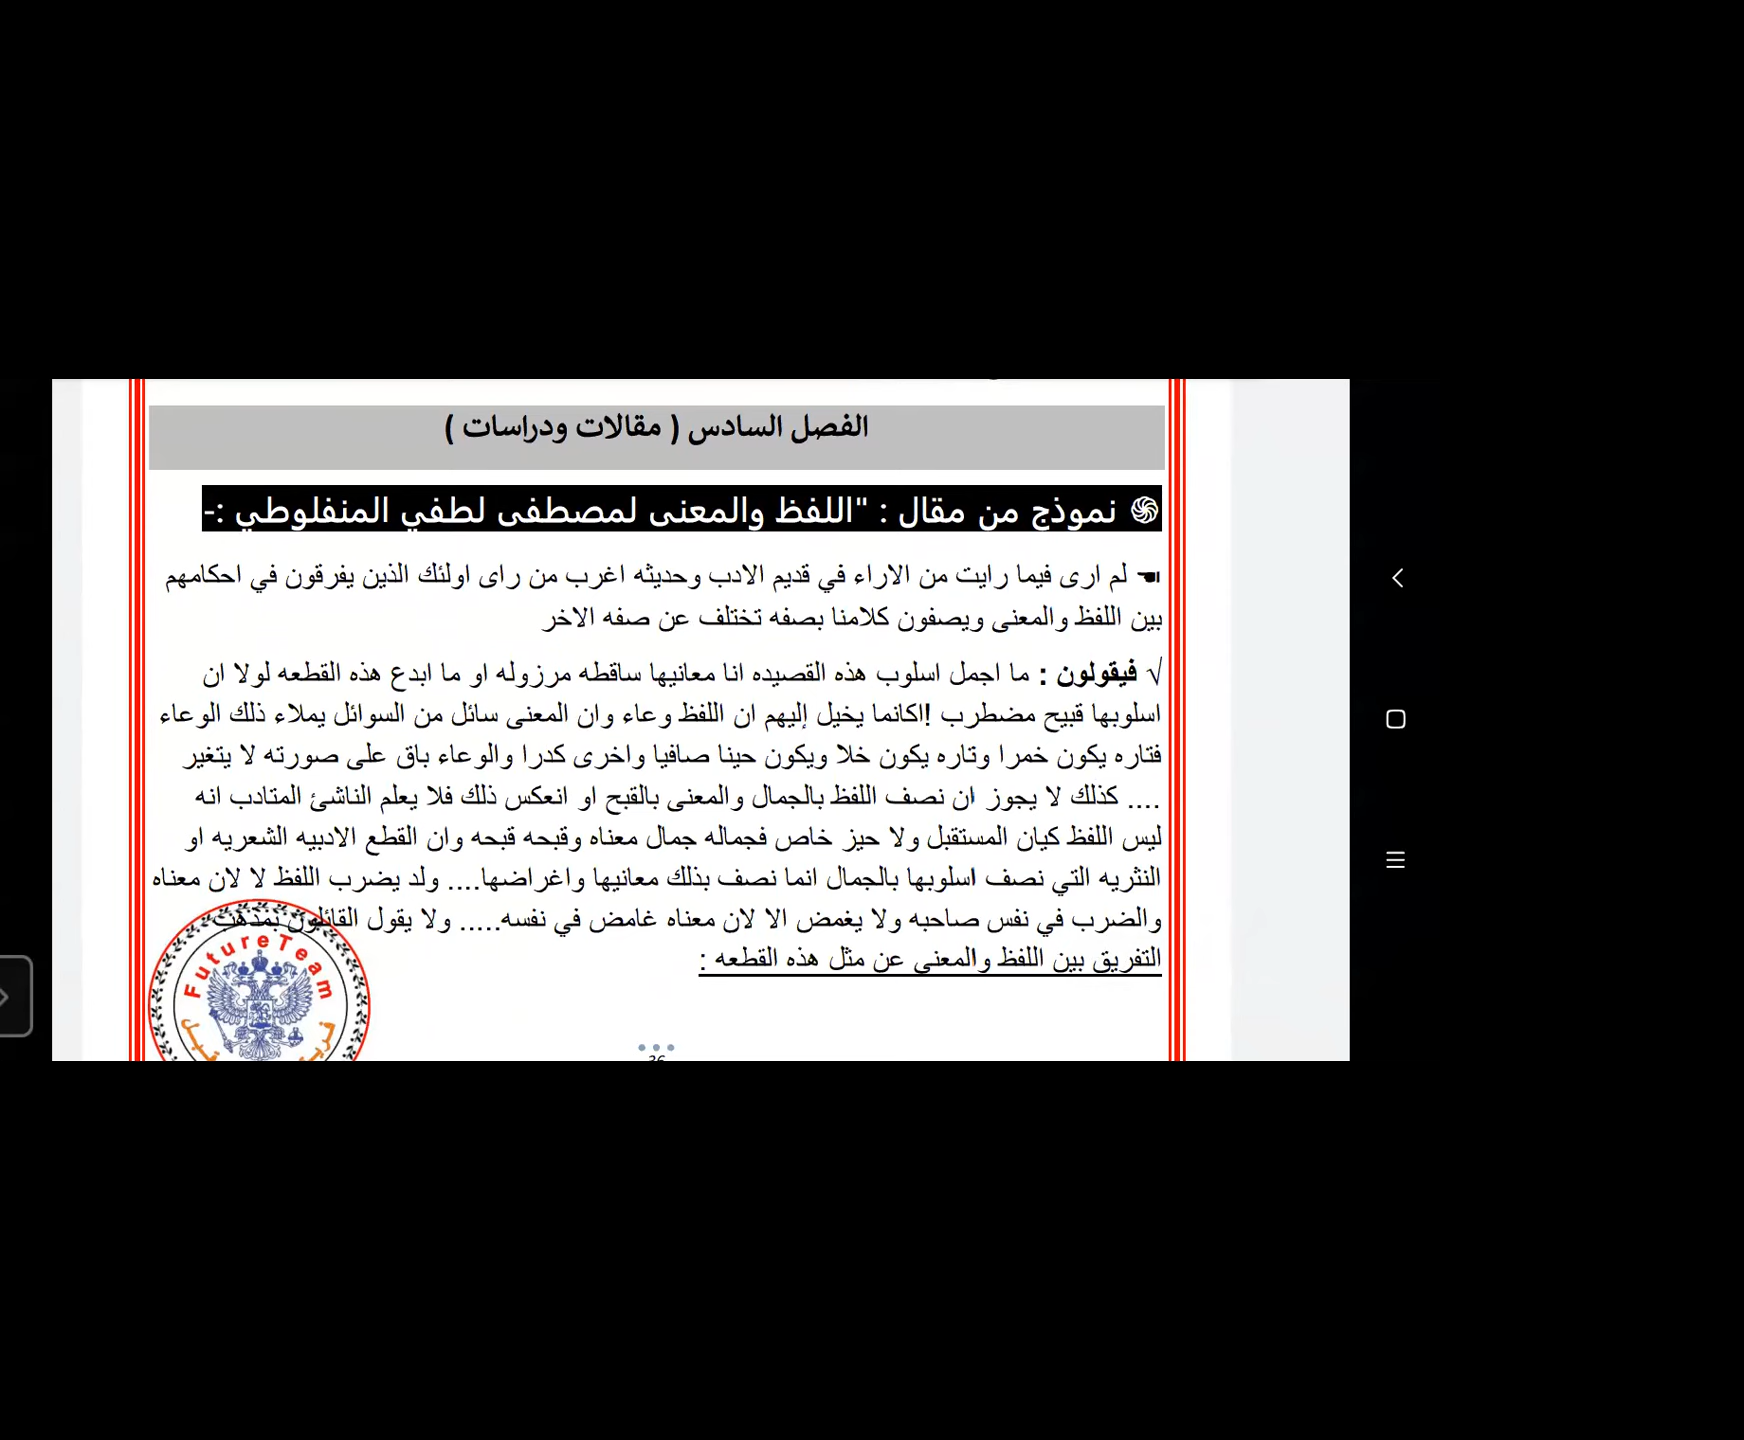 الفصل السادس ( مقالات ودراسات )
نموذج من مقال : "اللفظ والمعنى لمصطفى لطفي المنفلوطي :-
لم ارى فيما رايت من الاراء في قديم الادب وحديثه اغرب من راى اولئك الذين يفرقون في احكامهم
بين اللفظ والمعنى ويصفون كلامنا بصفه تختلف عن صفه الاخر
√ فيقولون : ما اجمل اسلوب هذه القصيده انا معانيها ساقطه مرزوله او ما ابدع هذه القطعه لولا ان
اسلوبها قبيح مضطرب !اكانما يخيل إليهم ان اللفظ وعاء وان المعنى سائل من السوائل يملاء ذلك الوعاء
فتاره يكون خمرا وتاره يكون خلا ويكون حينا صافيا واخرى كدرا والوعاء باق على صورته لا يتغير
.... كذلك لا يجوز ان نصف اللفظ بالجمال والمعنى بالقبح او انعكس ذلك فلا يعلم الناشئ المتادب انه
ليس اللفظ كيان المستقبل ولا حيز خاص فجماله جمال معناه وقبحه قبحه وان القطع الادبيه الشعريه او
النثريه التي نصف اسلوبها بالجمال انما نصف بذلك معانيها واغراضها.... ولد يضرب اللفظ لا لان معناه
والضرب في نفس صاحبه ولا يغمض الا لان معناه غامض في نفسه..... ولا يقول القائلون بمذهب
التفريق بين اللفظ والمعنى عن مثل هذه القطعه :
FutureTeam